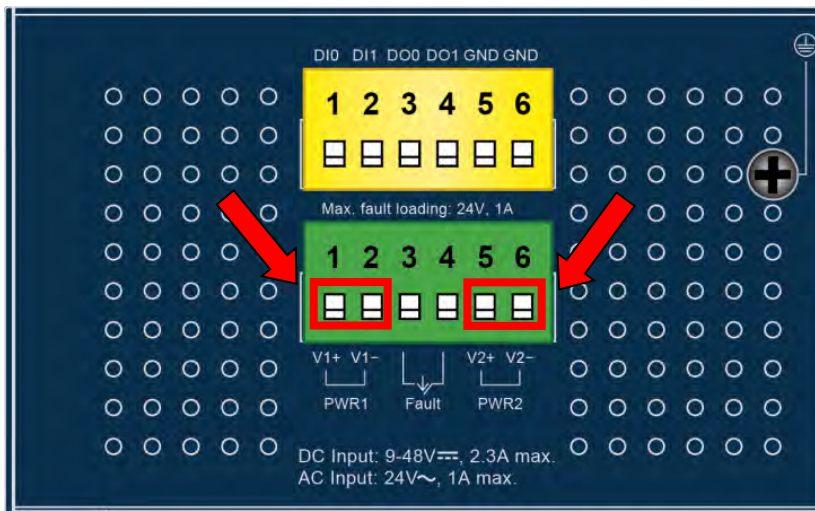 DI0 DI1 DO0 DO1 GND GND
1 2 3 4 5 6
Max. fault loading: 24V, 1A
1 2 3 4 5 6
V1+ V1− V2+ V2−
PWR1 Fault PWR2
DC Input: 9-48V⎓, 2.3A max.
AC Input: 24V～, 1A max.